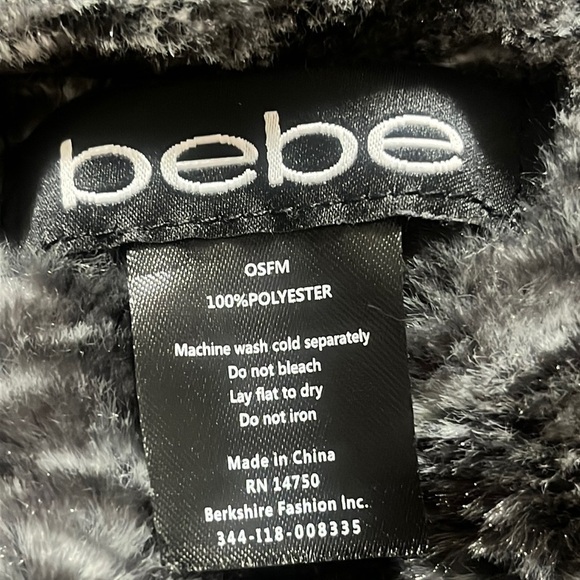 bebe
OSFM
100%POLYESTER
Machine wash cold separately
Do not bleach
Lay flat to dry
Do not iron
Made in China
RN 14750
Berkshire Fashion Inc.
344-I18-008335